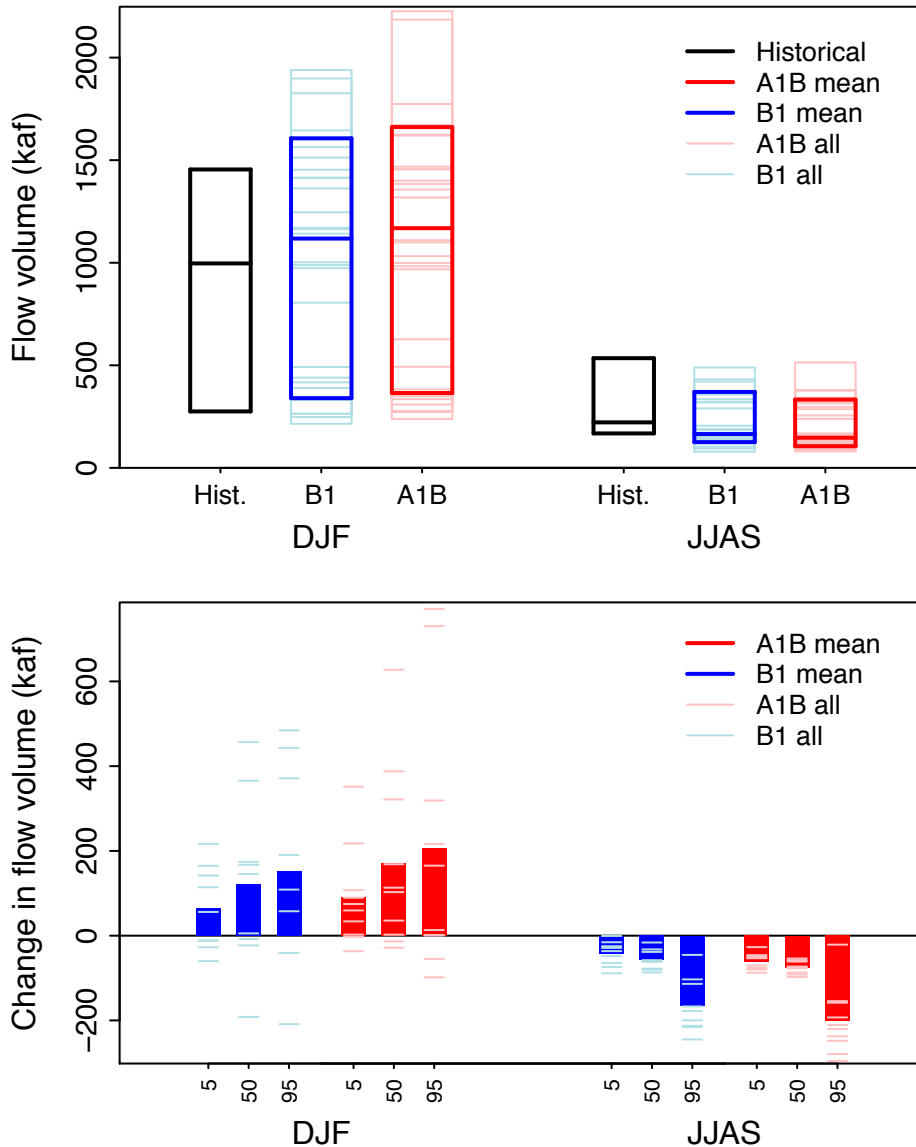 Flow volume (kaf)
2000
1500
1000
500
0
Historical
A1B mean
B1 mean
A1B all
B1 all
Hist. B1 A1B Hist. B1 A1B
DJF JJAS
Change in flow volume (kaf)
600
400
200
0
−200
A1B mean
B1 mean
A1B all
B1 all
5 50 95 5 50 95 5 50 95 5 50 95
DJF JJAS